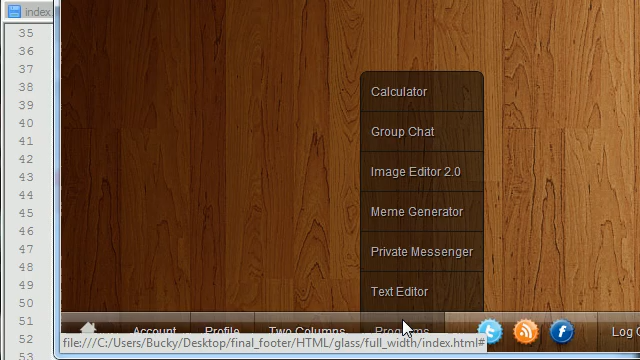 index.
35
36
37
38
39
40
41
42
43
44
45
46
47
48
49
50
51
52
53
Calculator
Group Chat
Image Editor 2.0
Meme Generator
Private Messenger
Text Editor
Account
Profile
Two Columns
Programs
Log O
file:///C:/Users/Bucky/Desktop/final_footer/HTML/glass/full_width/index.html#